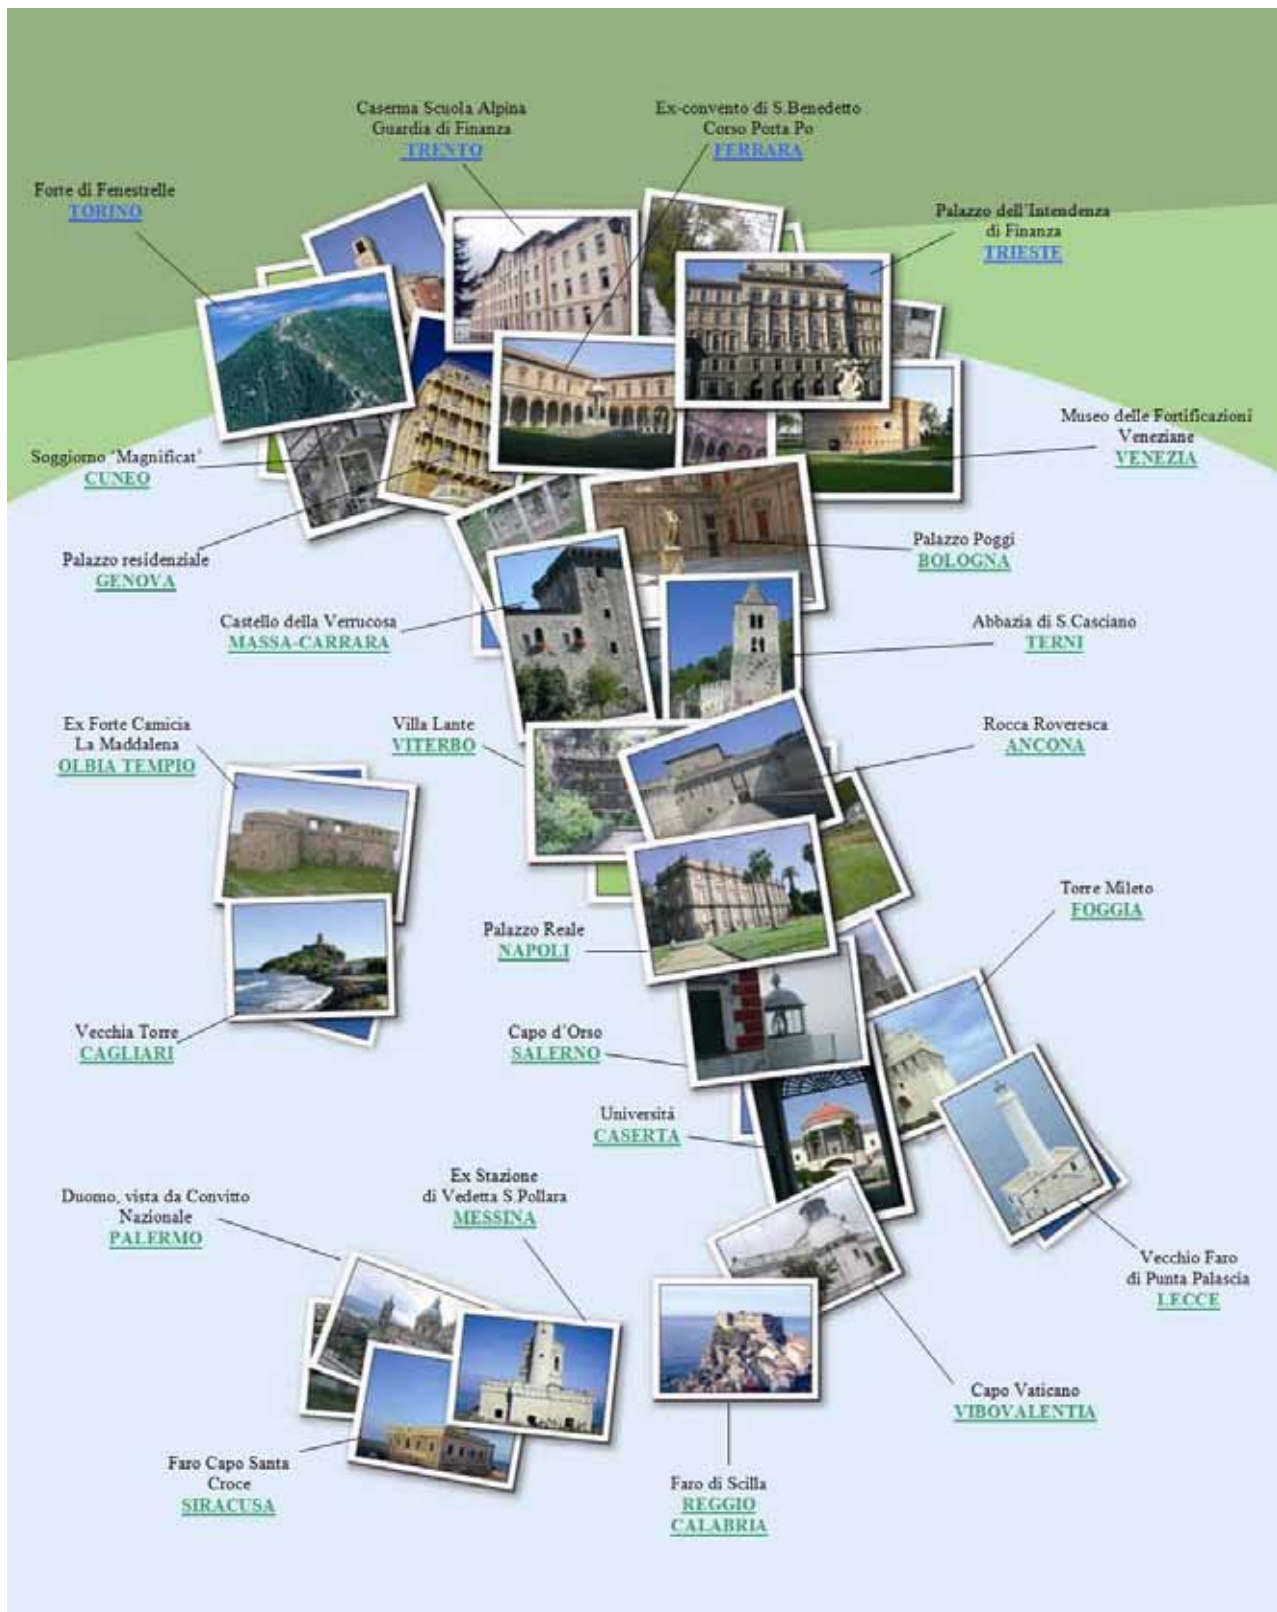 Caserma Scuola Alpina
Guardia di Finanza
TRENTO
Ex-convento di S.Benedetto
Corso Porta Po
FERRARA
Forte di Fenestrelle
TORINO
Palazzo dell'Intendenza
di Finanza
TRIESTE
Museo delle Fortificazioni
Veneziane
VENEZIA
Soggiorno 'Magnificat'
CUNEO
Palazzo residenziale
GENOVA
Palazzo Poggi
BOLOGNA
Castello della Verrucosa
MASSA-CARRARA
Abbazia di S.Casciano
TERNI
Ex Forte Camicia
La Maddalena
OLBIA TEMPIO
Villa Lante
VITERBO
Rocca Roveresca
ANCONA
Torre Mileto
FOGGIA
Palazzo Reale
NAPOLI
Vecchia Torre
CAGLIARI
Capo d'Orso
SALERNO
Università
CASERTA
Ex Stazione
di Vedetta S.Pollara
MESSINA
Duomo, vista da Convitto
Nazionale
PALERMO
Vecchio Faro
di Punta Palascia
LECCE
Capo Vaticano
VIBOVALENTIA
Faro Capo Santa
Croce
SIRACUSA
Faro di Scilla
REGGIO
CALABRIA